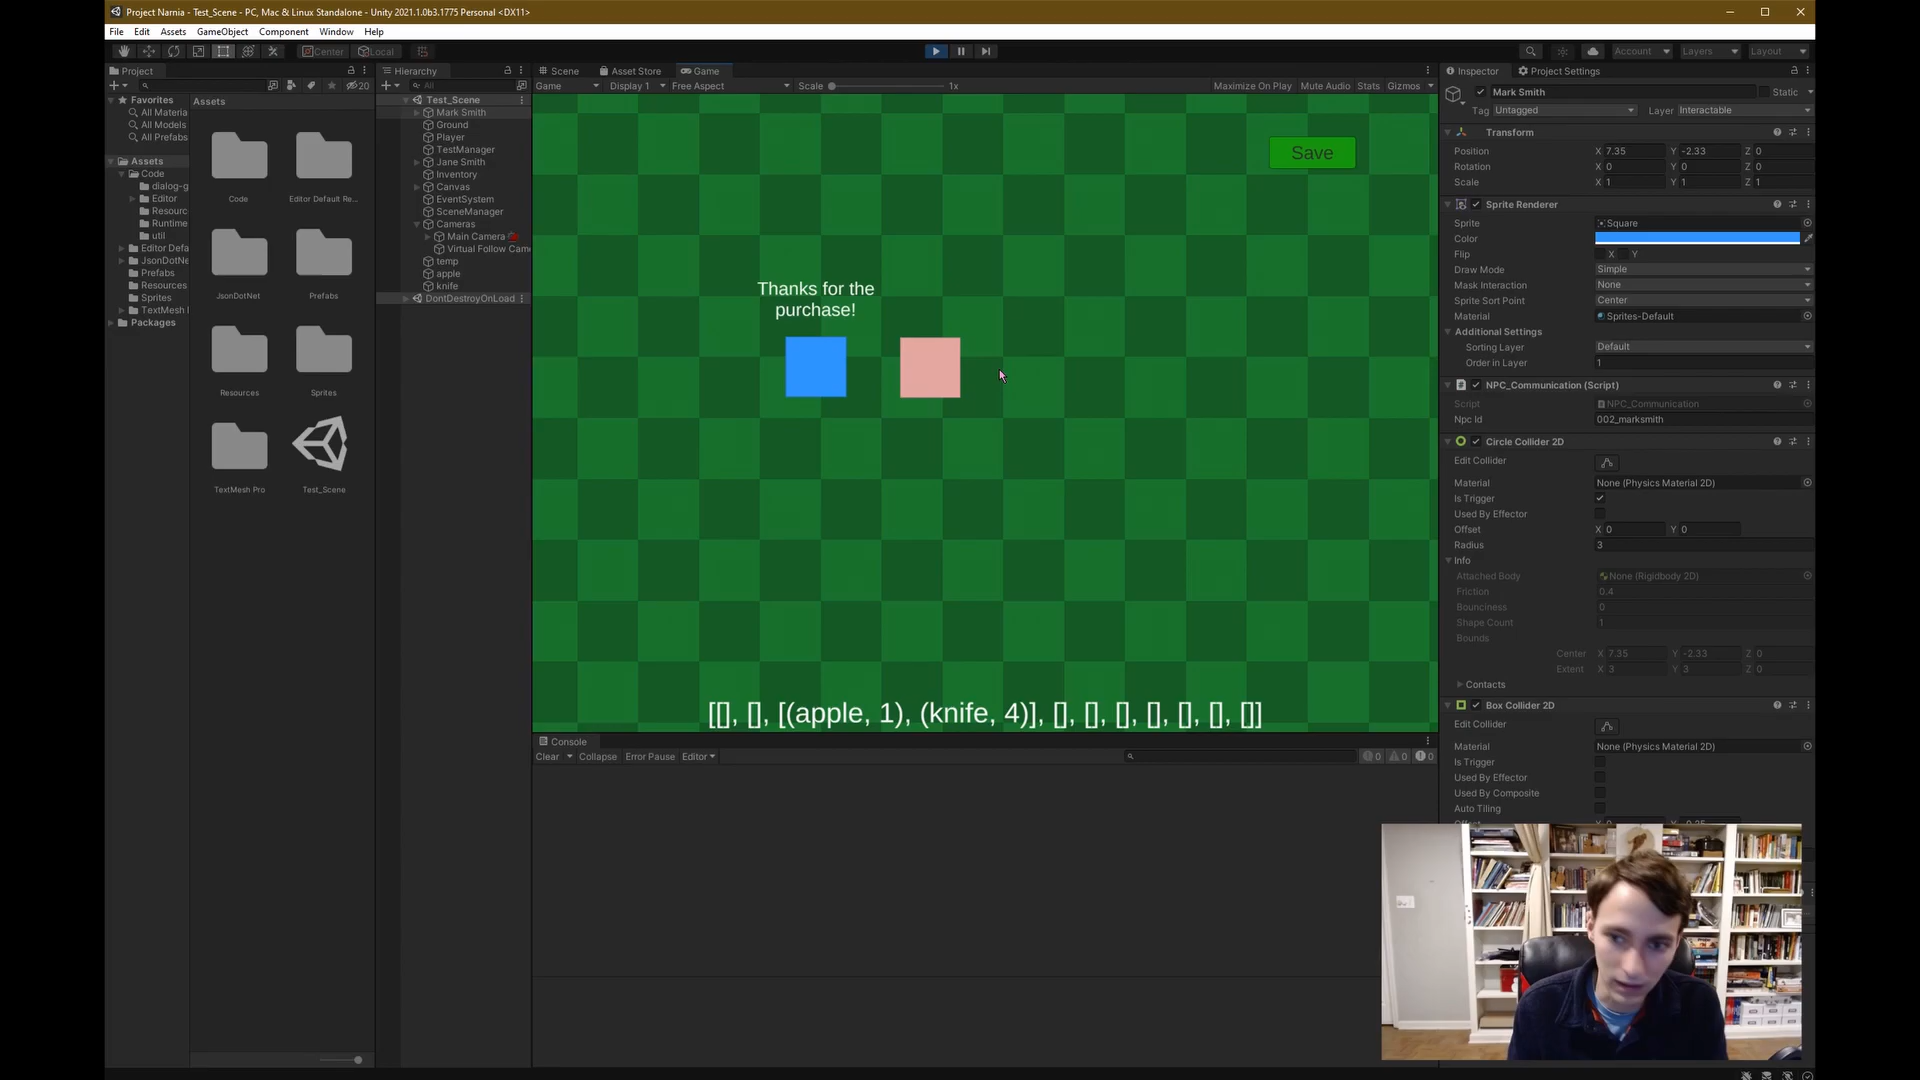 Project Narnia - Test_Scene - PC, Mac & Linux Standalone - Unity 2021.1.0b3.1775 Personal <DX11>
File Edit Assets GameObject Component Window Help
Center Local
Account Layers Layout
Project
20
Favorites
All Materia
All Models
All Prefabs
Assets
Code
dialog-g
Editor
Resourc
Runtime
util
Editor Defa
JsonDotNe
Prefabs
Resources
Sprites
TextMesh
Packages
Assets
Code
Editor Default Re...
JsonDotNet
Prefabs
Resources
Sprites
TextMesh Pro
Test_Scene
Hierarchy
All
Test_Scene
Mark Smith
Ground
Player
TestManager
Jane Smith
Inventory
Canvas
EventSystem
SceneManager
Cameras
Main Camera
Virtual Follow Cam
temp
apple
knife
DontDestroyOnLoad
Scene Asset Store Game
Game Display 1 Free Aspect Scale 1x Maximize On Play Mute Audio Stats Gizmos
Save
Thanks for the
purchase!
[[], [], [(apple, 1), (knife, 4)], [], [], [], [], [], [], []]
Console
Clear Collapse Error Pause Editor
0 0 0
Inspector Project Settings
Mark Smith Static
Tag Untagged Layer Interactable
Transform
Position X 7.35 Y -2.33 Z 0
Rotation X 0 Y 0 Z 0
Scale X 1 Y 1 Z 1
Sprite Renderer
Sprite Square
Color
Flip X Y
Draw Mode Simple
Mask Interaction None
Sprite Sort Point Center
Material Sprites-Default
Additional Settings
Sorting Layer Default
Order in Layer 1
NPC_Communication (Script)
Script NPC_Communication
Npc Id 002_marksmith
Circle Collider 2D
Edit Collider
Material None (Physics Material 2D)
Is Trigger
Used By Effector
Offset X 0 Y 0
Radius 3
Info
Attached Body None (Rigidbody 2D)
Friction 0.4
Bounciness 0
Shape Count 1
Bounds
Center X 7.35 Y -2.33 Z 0
Extent X 3 Y 3 Z 0
Contacts
Box Collider 2D
Edit Collider
Material None (Physics Material 2D)
Is Trigger
Used By Effector
Used By Composite
Auto Tiling